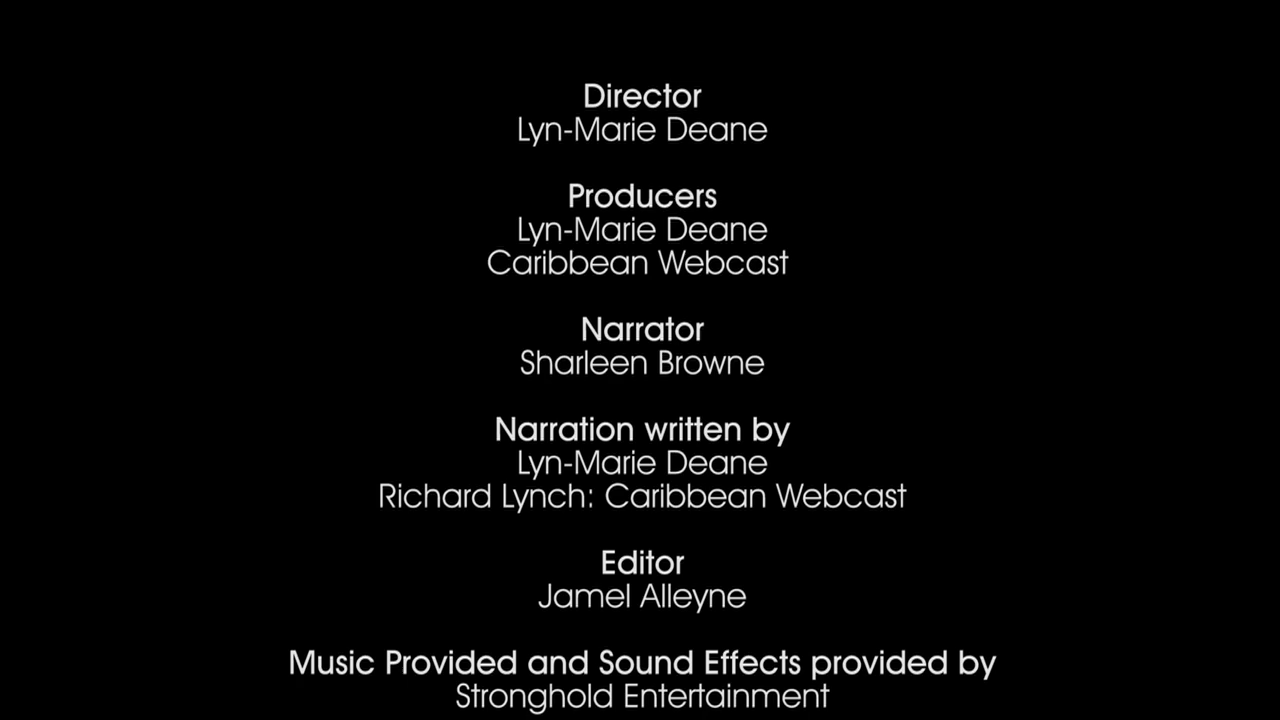 Director
Lyn-Marie Deane
Producers
Lyn-Marie Deane
Caribbean Webcast
Narrator
Sharleen Browne
Narration written by
Lyn-Marie Deane
Richard Lynch: Caribbean Webcast
Editor
Jamel Alleyne
Music Provided and Sound Effects provided by
Stronghold Entertainment